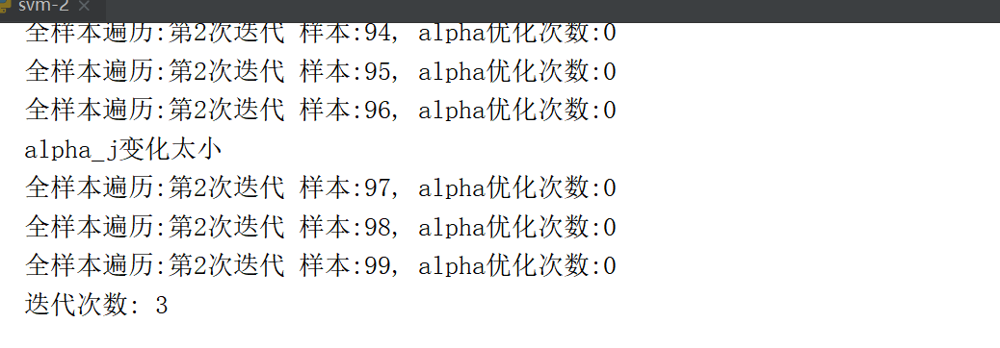 svm-2
全样本遍历:第2次迭代 样本:94, alpha优化次数:0
全样本遍历:第2次迭代 样本:95, alpha优化次数:0
全样本遍历:第2次迭代 样本:96, alpha优化次数:0
alpha_j变化太小
全样本遍历:第2次迭代 样本:97, alpha优化次数:0
全样本遍历:第2次迭代 样本:98, alpha优化次数:0
全样本遍历:第2次迭代 样本:99, alpha优化次数:0
迭代次数: 3